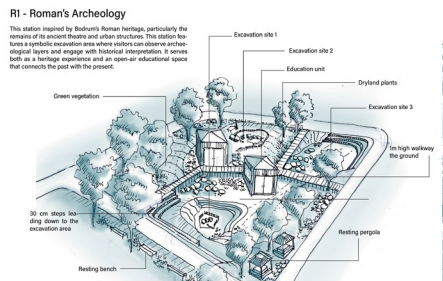 R1 - Roman's Archeology
This station inspired by Bodrum's Roman heritage, particularly the
remains of its ancient theatre and urban structures. This station fea-
tures a symbolic excavation area where visitors can observe archae-
ological layers and engage with historical interpretation. It serves
both as a heritage experience and an open-air educational space
that connects the past with the present.
Excavation site 1
Excavation site 2
Education unit
Dryland plants
Green vegetation
Excavation site 3
1m high walkway
the ground
30 cm steps lea-
ding down to the
excavation area
Resting pergola
Resting bench